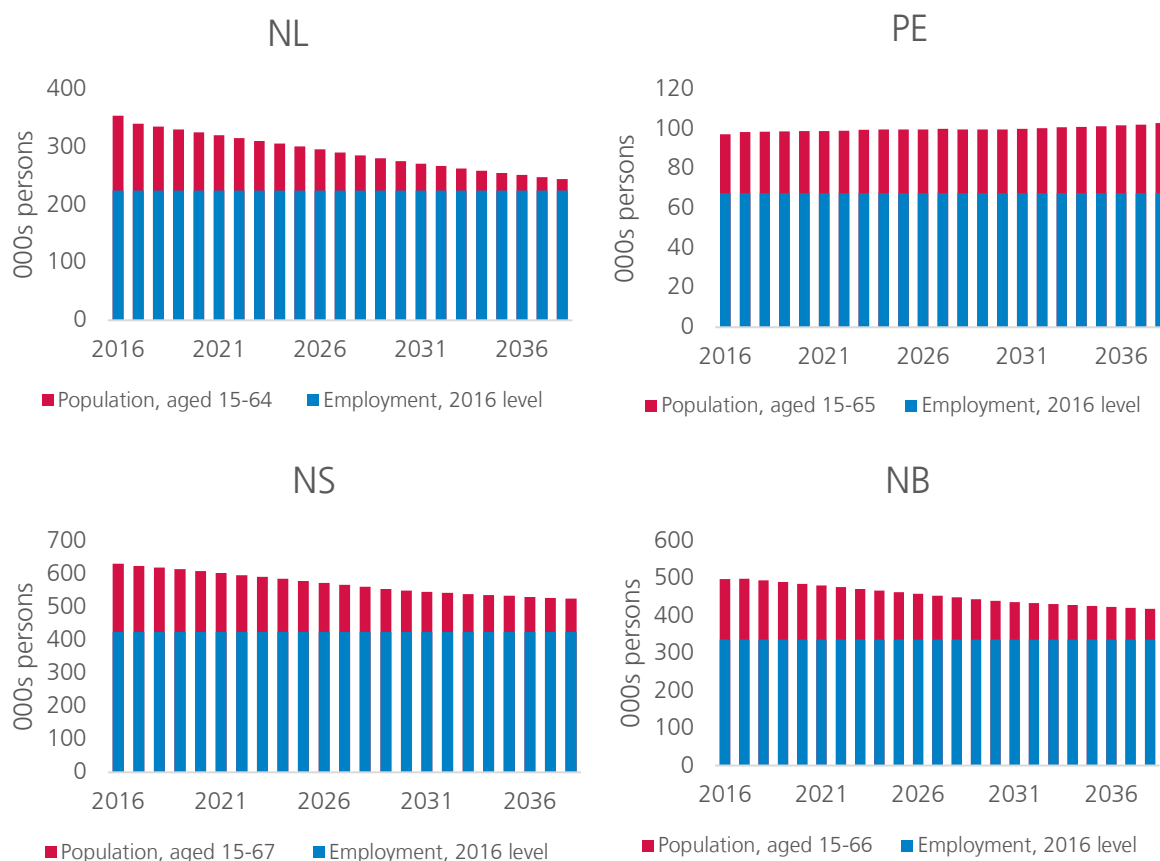 NL
400
300
200
100
0
000s persons
2016 2021 2026 2031 2036
Population, aged 15-64 Employment, 2016 level
PE
120
100
80
60
40
20
0
000s persons
2016 2021 2026 2031 2036
Population, aged 15-65 Employment, 2016 level
NS
700
600
500
400
300
200
100
0
000s persons
2016 2021 2026 2031 2036
Population, aged 15-67 Employment, 2016 level
NB
600
500
400
300
200
100
0
000s persons
2016 2021 2026 2031 2036
Population, aged 15-66 Employment, 2016 level